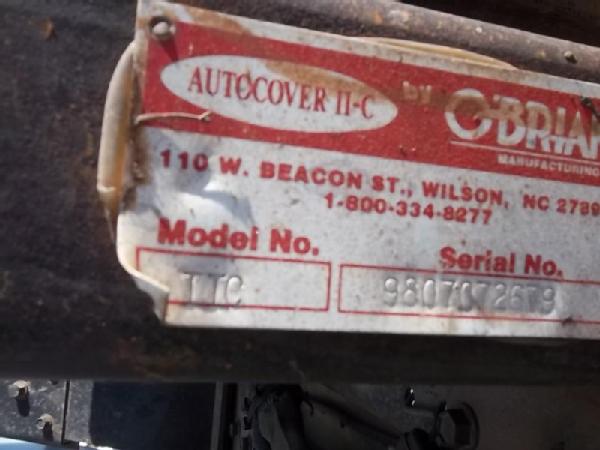 AUTOCOVER II-C by O'BRIAN
MANUFACTURING
110 W. BEACON ST., WILSON, NC 2789
1-800-334-8277
Model No. Serial No.
IIC 9807072679